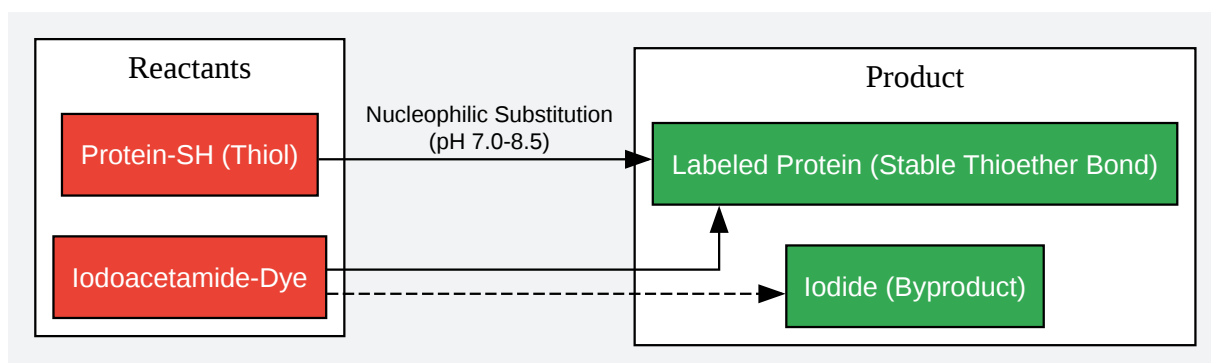 Reactants
Protein-SH (Thiol)
Iodoacetamide-Dye
Nucleophilic Substitution
(pH 7.0-8.5)
Product
Labeled Protein (Stable Thioether Bond)
Iodide (Byproduct)